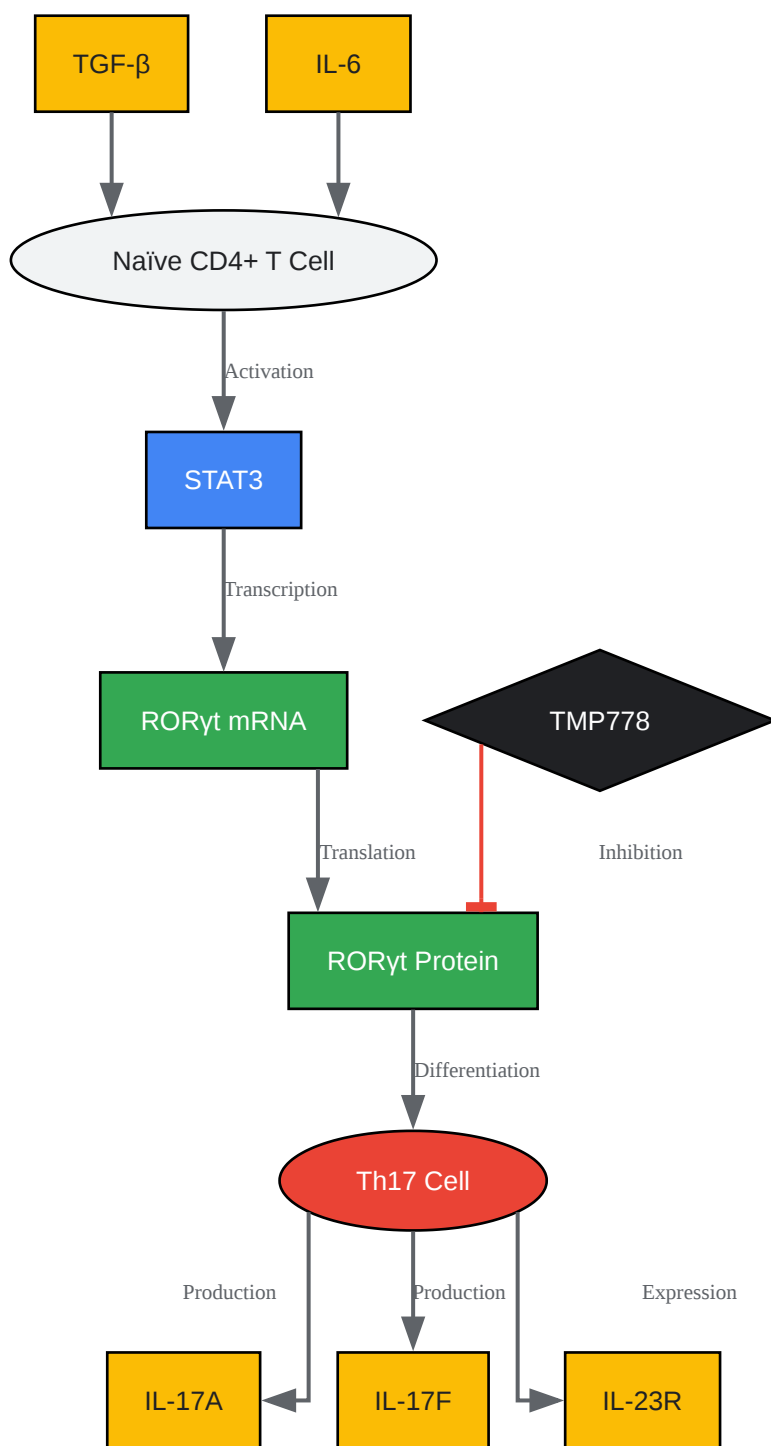 TGF-β
IL-6
Naïve CD4+ T Cell
Activation
STAT3
Transcription
RORγt mRNA
TMP778
Translation
Inhibition
RORγt Protein
Differentiation
Th17 Cell
Production
Production
Expression
IL-17A
IL-17F
IL-23R